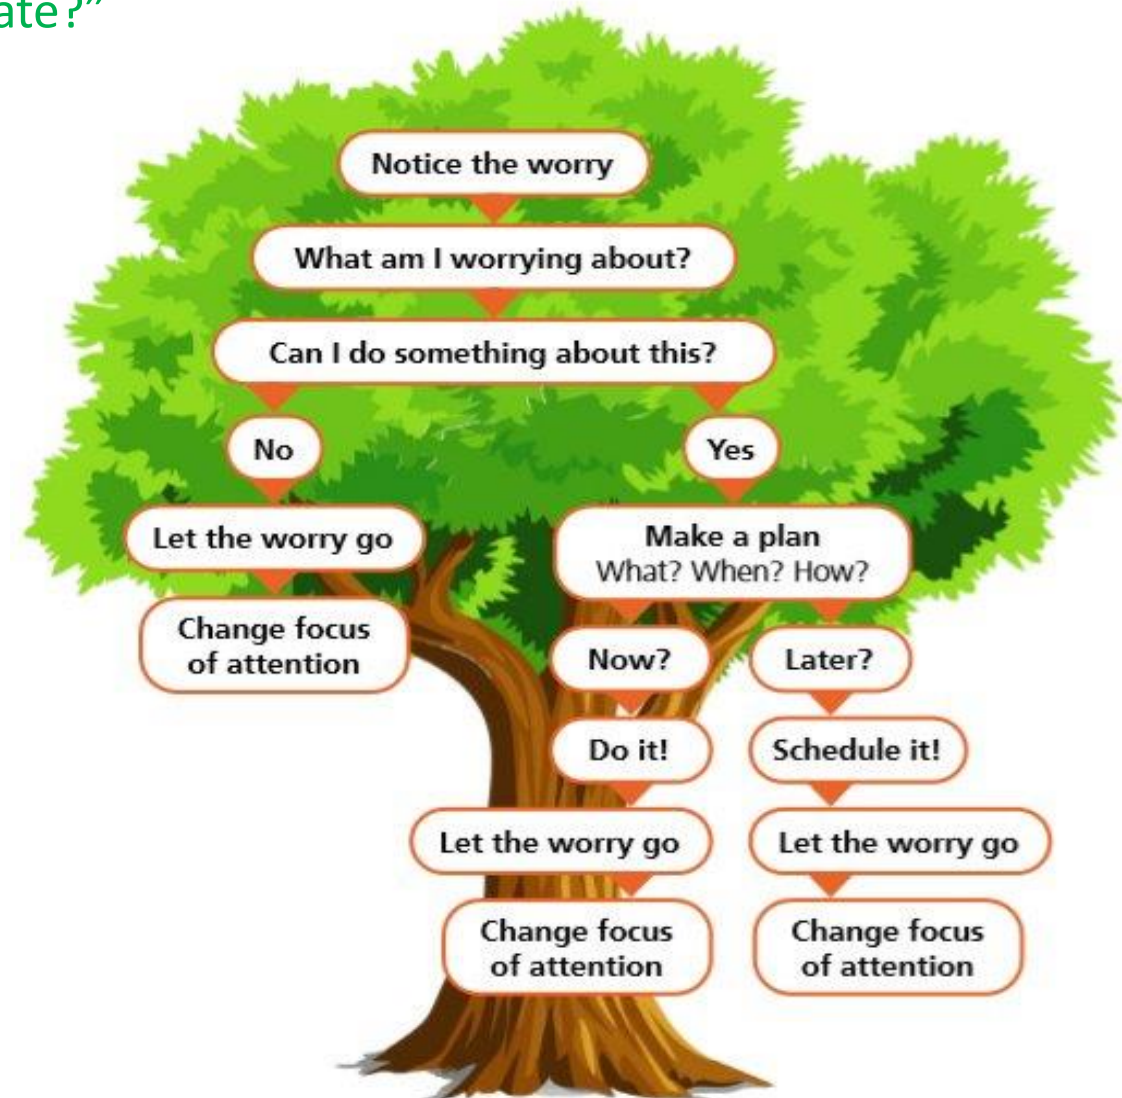 ate?”
Notice the worry
What am I worrying about?
Can I do something about this?
No
Yes
Let the worry go
Make a plan
What? When? How?
Change focus
of attention
Now?
Later?
Do it!
Schedule it!
Let the worry go
Let the worry go
Change focus
of attention
Change focus
of attention